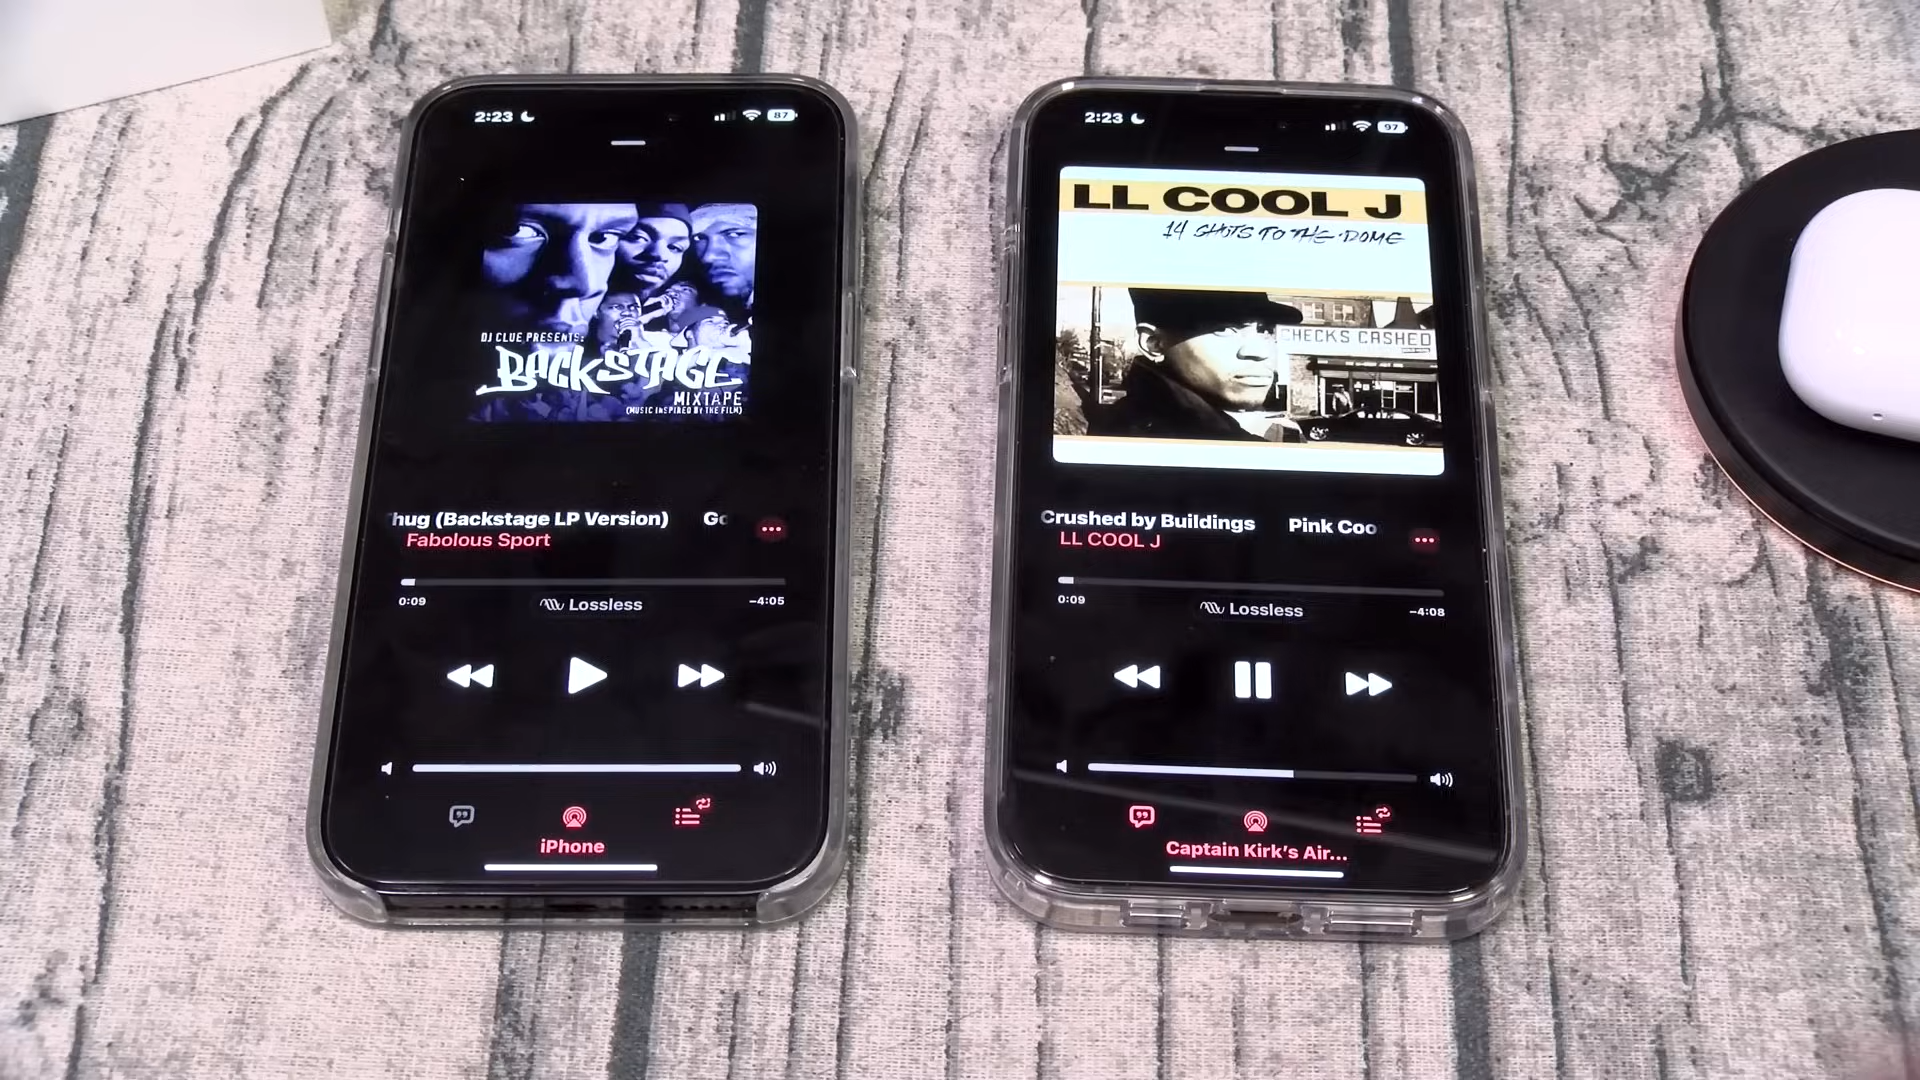 2:23
87
DJ CLUE PRESENTS:
BACKSTAGE
MIXTAPE
(MUSIC INSPIRED BY THE FILM)
hug (Backstage LP Version)
Go
Fabolous Sport
0:09
Lossless
-4:05
iPhone
2:23
97
LL COOL J
14 SHOTS TO THE DOME
CHECKS CASHED
Crushed by Buildings
Pink Coo
LL COOL J
0:09
Lossless
-4:08
Captain Kirk's Air...